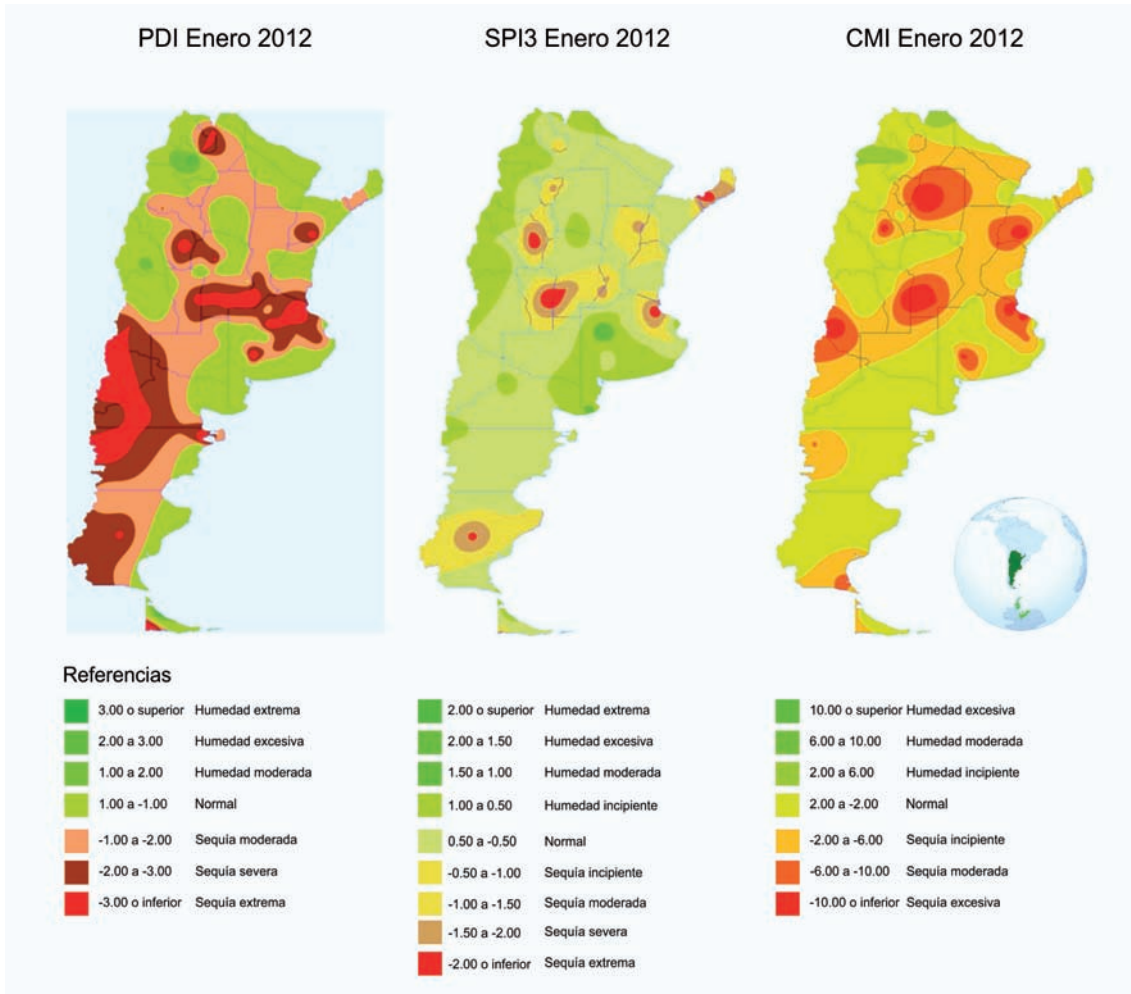 PDI Enero 2012
SPI3 Enero 2012
CMI Enero 2012
Referencias
3.00 o superior Humedad extrema
2.00 a 3.00 Humedad excesiva
1.00 a 2.00 Humedad moderada
1.00 a -1.00 Normal
-1.00 a -2.00 Sequía moderada
-2.00 a -3.00 Sequía severa
-3.00 o inferior Sequía extrema
2.00 o superior Humedad extrema
2.00 a 1.50 Humedad excesiva
1.50 a 1.00 Humedad moderada
1.00 a 0.50 Humedad incipiente
0.50 a -0.50 Normal
-0.50 a -1.00 Sequía incipiente
-1.00 a -1.50 Sequía moderada
-1.50 a -2.00 Sequía severa
-2.00 o inferior Sequía extrema
10.00 o superior Humedad excesiva
6.00 a 10.00 Humedad moderada
2.00 a 6.00 Humedad incipiente
2.00 a -2.00 Normal
-2.00 a -6.00 Sequía incipiente
-6.00 a -10.00 Sequía moderada
-10.00 o inferior Sequía excesiva